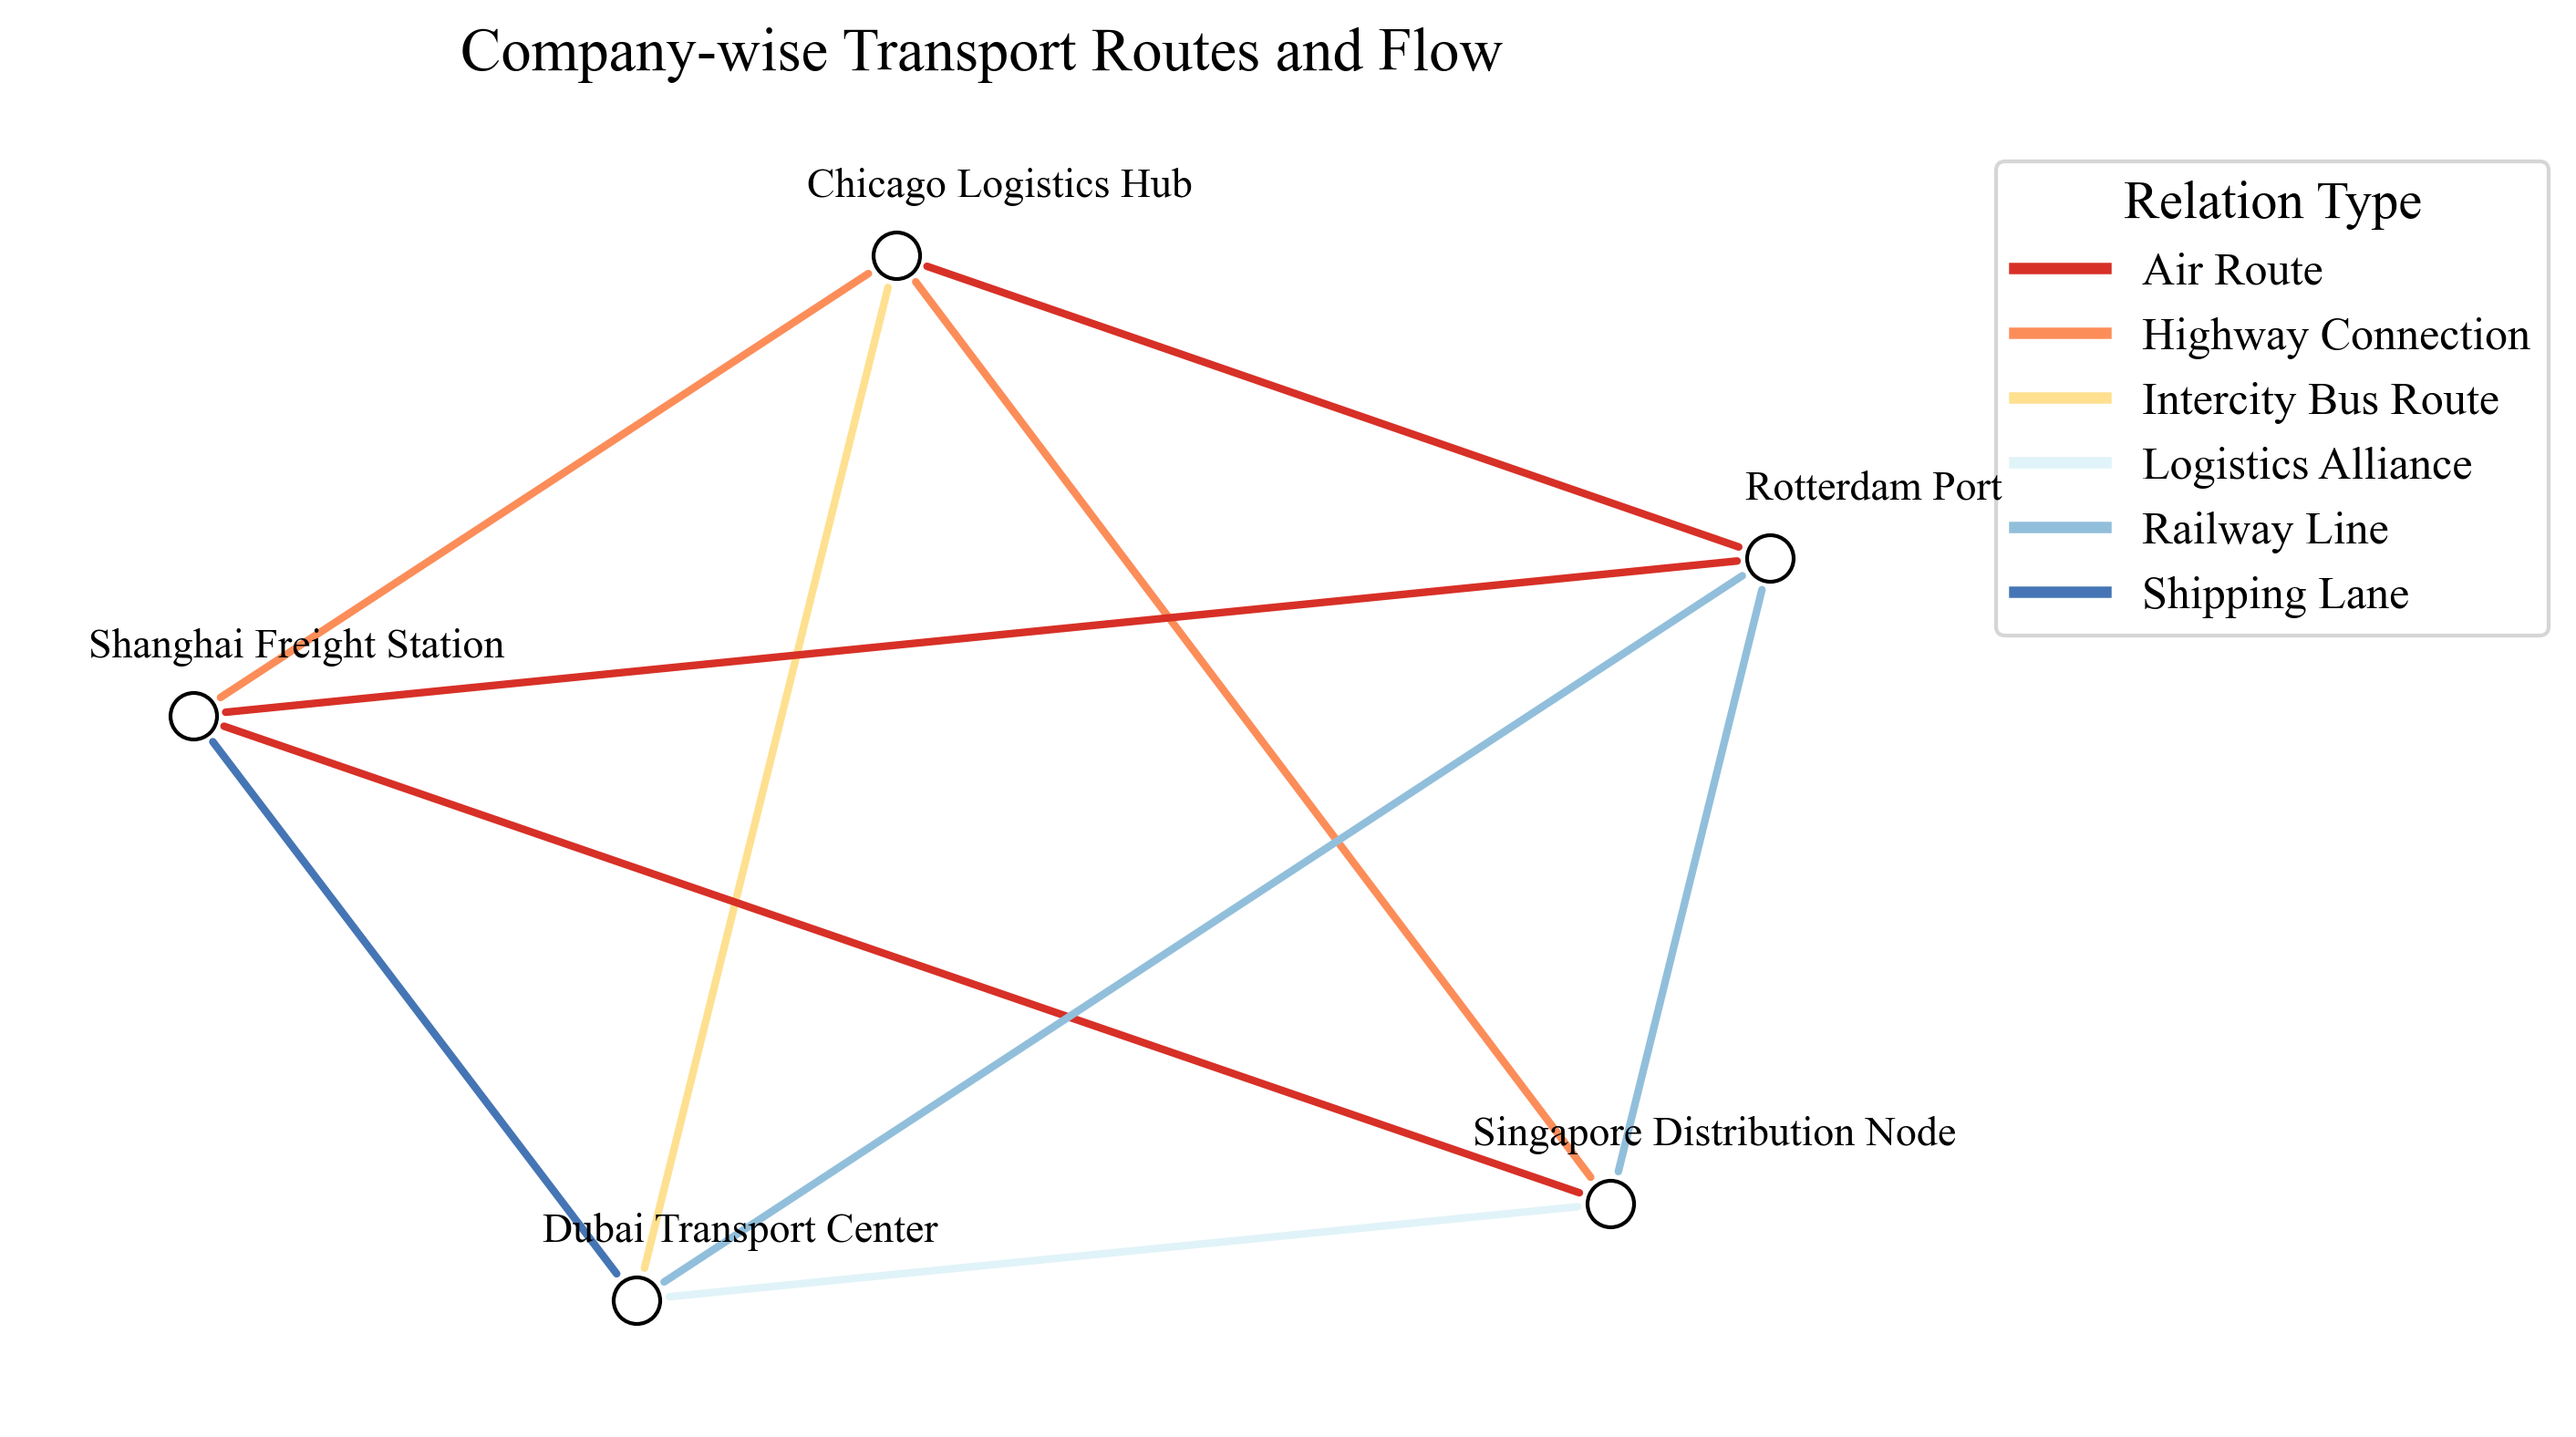 Company-wise Transport Routes and Flow
Chicago Logistics Hub
Rotterdam Port
Shanghai Freight Station
Singapore Distribution Node
Dubai Transport Center
Relation Type
Air Route
Highway Connection
Intercity Bus Route
Logistics Alliance
Railway Line
Shipping Lane